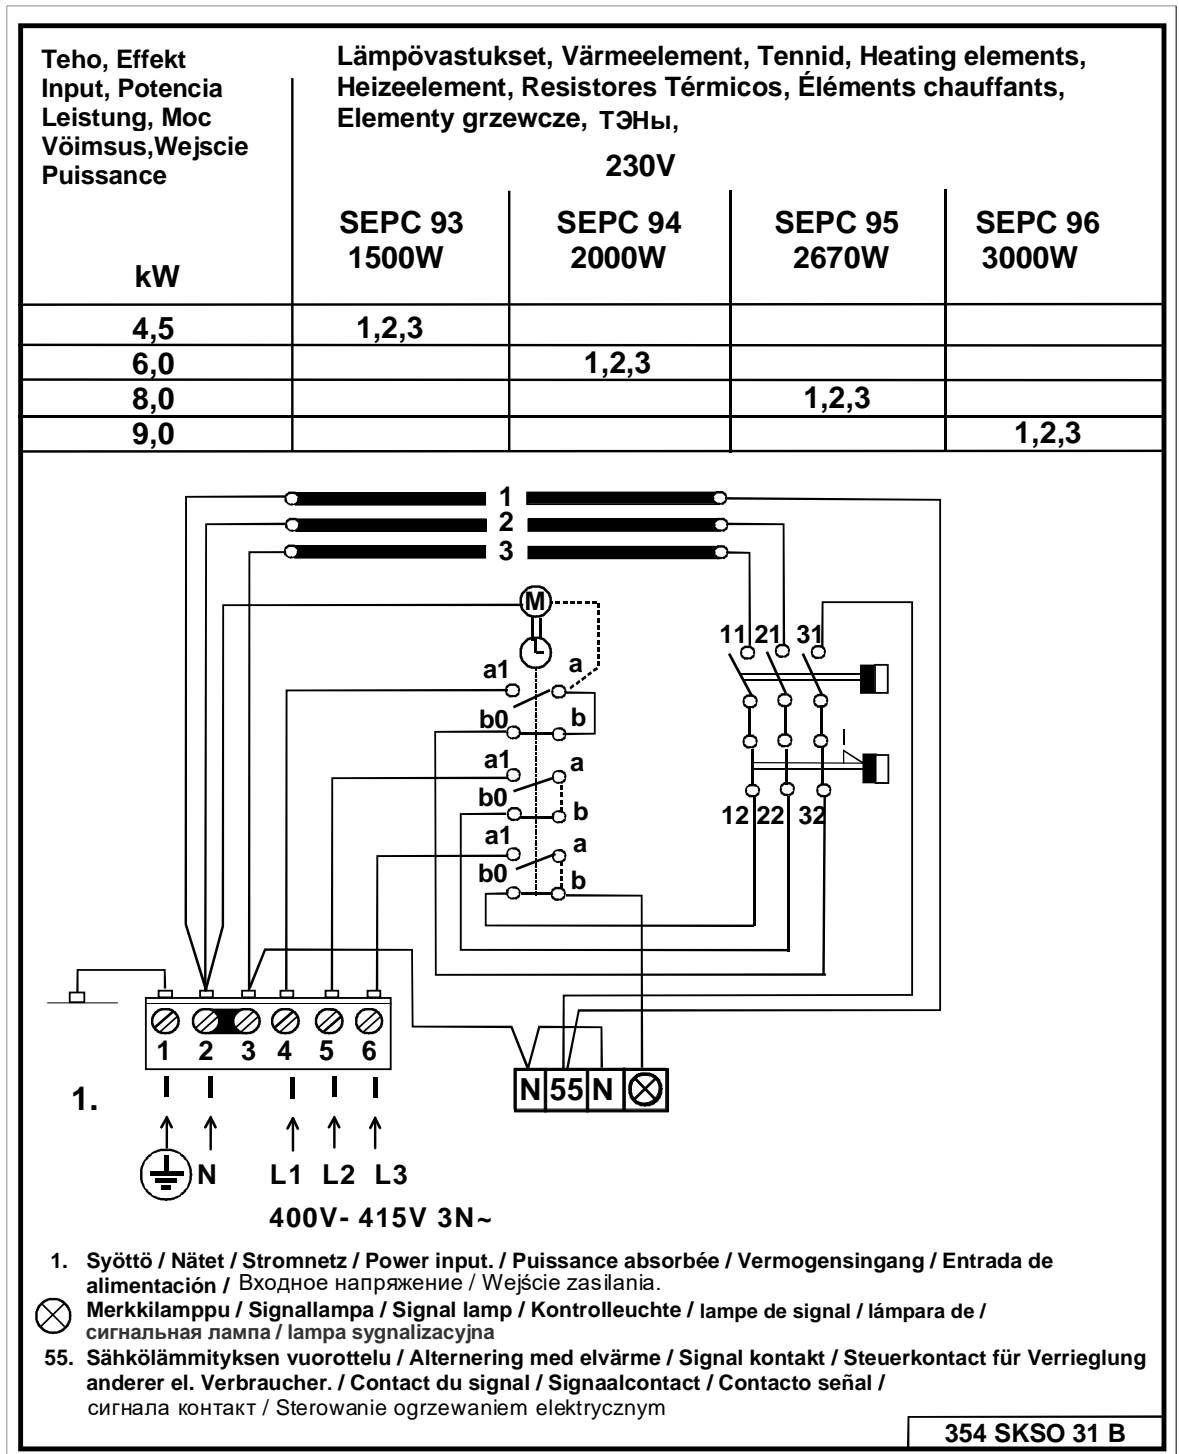 Teho, Effekt
Input, Potencia
Leistung, Moc
Vöimsus,Wejscie
Puissance
kW
Lämpövastukset, Värmeelement, Tennid, Heating elements,
Heizeelement, Resistores Térmicos, Éléments chauffants,
Elementy grzewcze, ТЭНы,
230V
SEPC 93 SEPC 94 SEPC 95 SEPC 96
1500W 2000W 2670W 3000W
4,5 1,2,3
6,0 1,2,3
8,0 1,2,3
9,0 1,2,3
1
2
3
M
11 21 31
a1 a
b0 b
a1 a
b0 b
a1 a
b0 b
12 22 32
I
1 2 3 4 5 6
N 55 N
1.
N L1 L2 L3
400V- 415V 3N~
1. Syöttö / Nätet / Stromnetz / Power input. / Puissance absorbée / Vermogensingang / Entrada de
alimentación / Входное напряжение / Wejście zasilania.
Merkkilamppu / Signallampa / Signal lamp / Kontrolleuchte / lampe de signal / lámpara de /
сигнальная лампа / lampa sygnalizacyjna
55. Sähkölämmityksen vuorottelu / Alternering med elvärme / Signal kontakt / Steuerkontact für Verrieglung
anderer el. Verbraucher. / Contact du signal / Signaalcontact / Contacto señal /
сигнала контакт / Sterowanie ogrzewaniem elektrycznym
354 SKSO 31 B